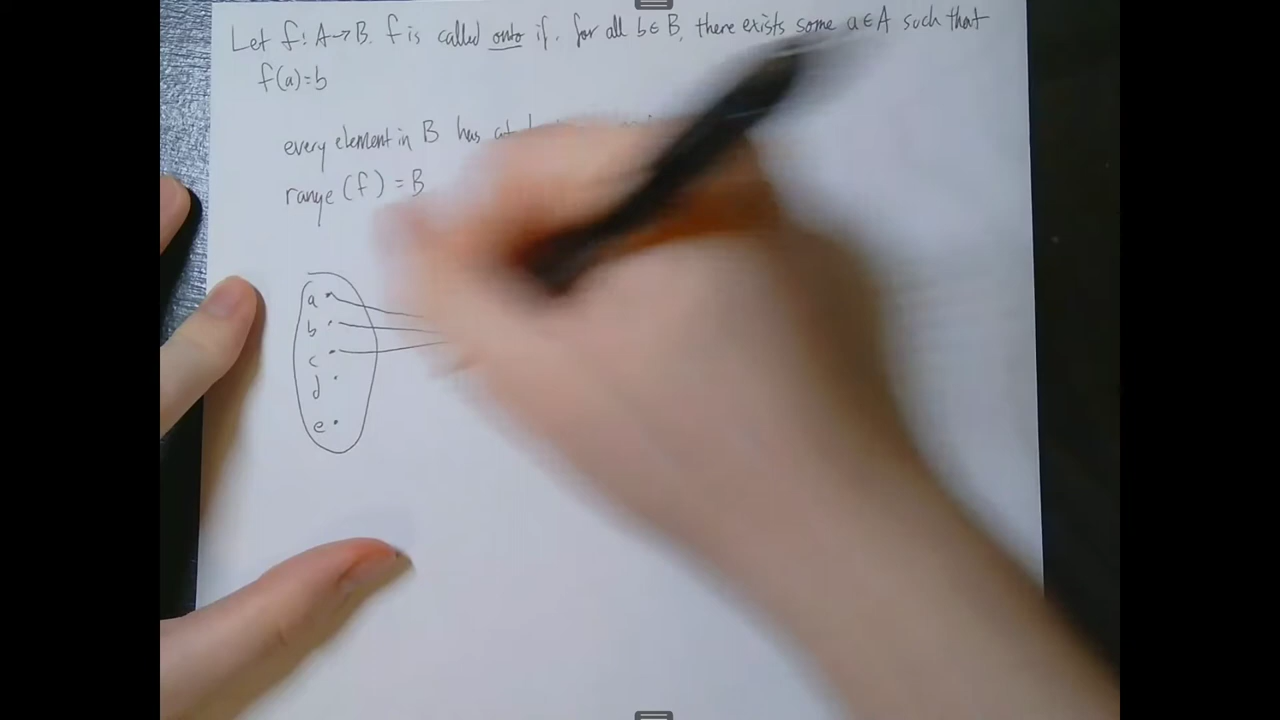 Let f: A→B. f is called onto if, for all b∈B, there exists some a∈A such that
f(a)=b
every element in B has
range (f) = B
a
b
c
d
e